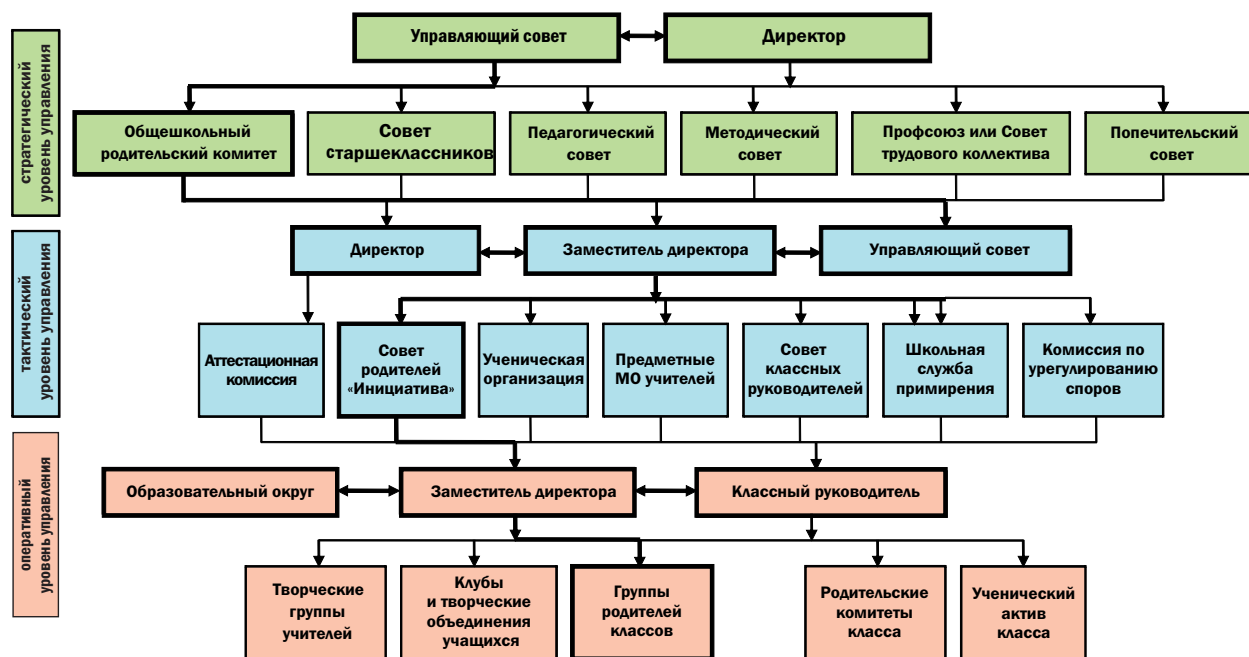 стратегический
уровень управления
Управляющий совет
Директор
Общешкольный
родительский комитет
Совет
старшеклассников
Педагогический
совет
Методический
совет
Профсоюз или Совет
трудового коллектива
Попечительский
совет
тактический
уровень управления
Директор
Заместитель директора
Управляющий совет
Аттестационная
комиссия
Совет
родителей
«Инициатива»
Ученическая
организация
Предметные
МО учителей
Совет
классных
руководителей
Школьная
служба
примирения
Комиссия по
урегулированию
споров
оперативный
уровень управления
Образовательный округ
Заместитель директора
Классный руководитель
Творческие
группы
учителей
Клубы
и творческие
объединения
учащихся
Группы
родителей
классов
Родительские
комитеты
класса
Ученический
актив
класса